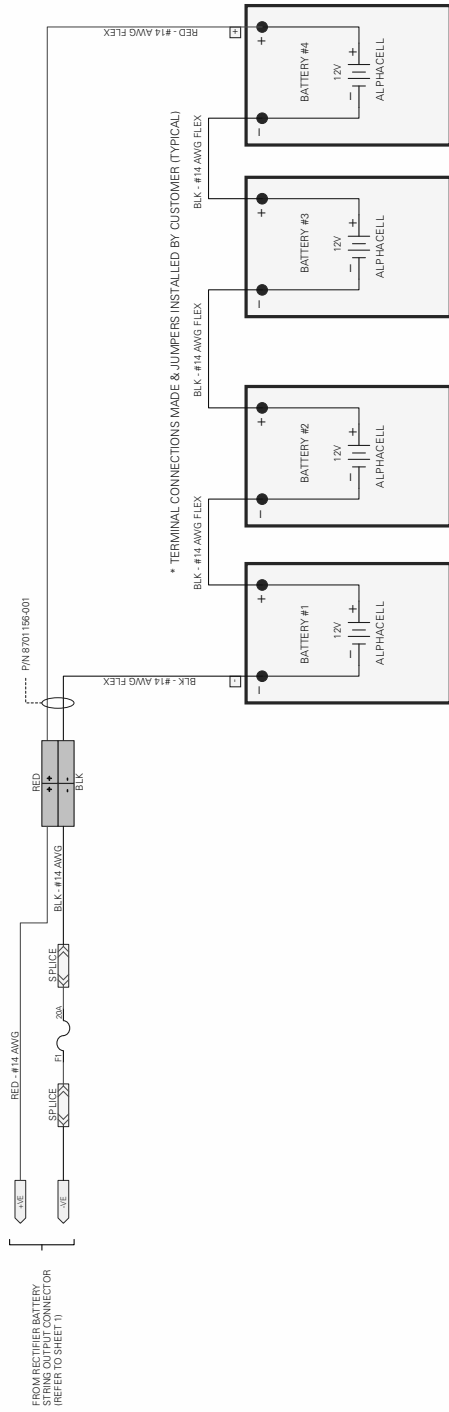 FROM RECTIFIER BATTERY
STRING OUTPUT CONNECTOR
(REFER TO SHEET 1)
+VE
-VE
RED - #14 AWG
SPLICE
F1
20A
SPLICE
BLK - #14 AWG
RED
+ +
- -
BLK
P/N 8701156-001
RED - #14 AWG FLEX
BLK - #14 AWG FLEX
* TERMINAL CONNECTIONS MADE & JUMPERS INSTALLED BY CUSTOMER (TYPICAL)
BLK - #14 AWG FLEX
BLK - #14 AWG FLEX
BLK - #14 AWG FLEX
-
+
− +
BATTERY #1
12V
− +
ALPHACELL
− +
BATTERY #2
12V
− +
ALPHACELL
− +
BATTERY #3
12V
− +
ALPHACELL
− +
BATTERY #4
12V
− +
ALPHACELL